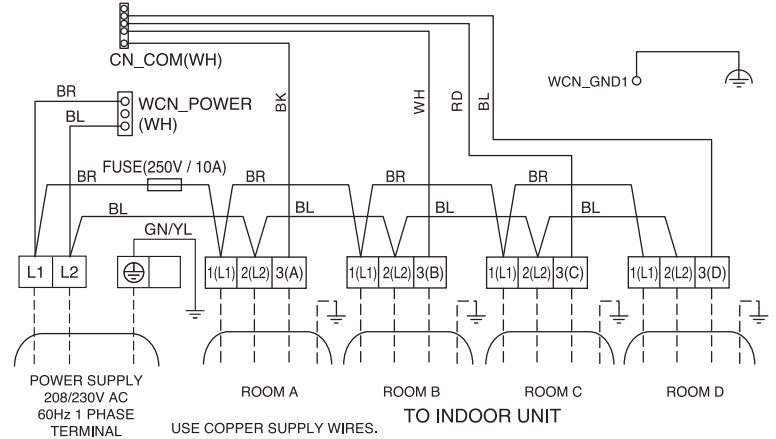 CN_COM(WH)
BR
WCN_POWER
(WH)
BL
BK
WH
RD
BL
WCN_GND1
FUSE(250V / 10A)
BR
BR
BR
BR
BL
BL
BL
BL
GN/YL
L1 L2
1(L1) 2(L2) 3(A)
1(L1) 2(L2) 3(B)
1(L1) 2(L2) 3(C)
1(L1) 2(L2) 3(D)
POWER SUPPLY
208/230V AC
60Hz 1 PHASE
TERMINAL
ROOM A
ROOM B
ROOM C
ROOM D
USE COPPER SUPPLY WIRES.
TO INDOOR UNIT